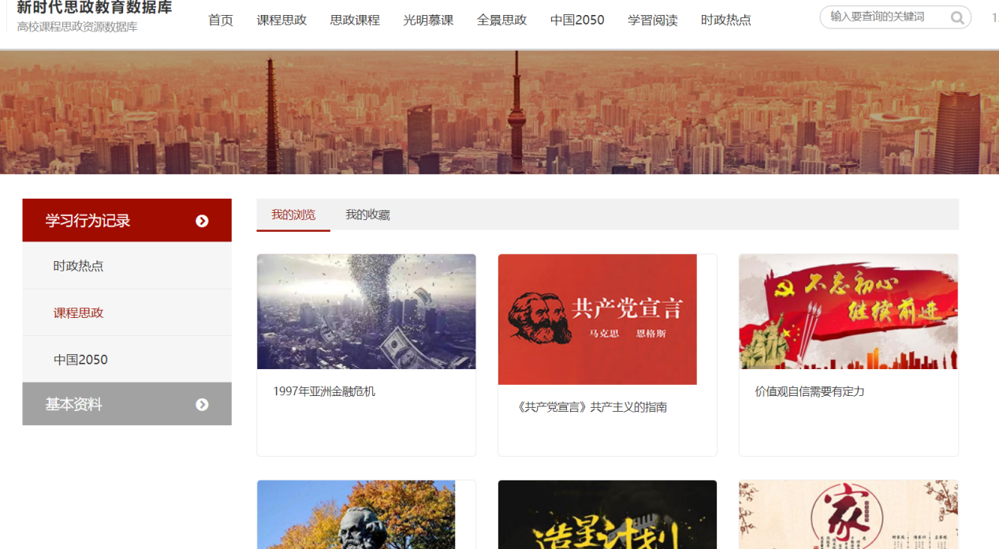 新时代思政教育数据库
高校课程思政资源数据库
首页 课程思政 思政课程 光明慕课 全景思政 中国2050 学習阅读 时政热点
输入要查询的关键词
学习行为记录
时政热点
课程思政
中国2050
基本资料
我的浏览 我的收藏
1997年亚洲金融危机
共产党宣言
马克思 恩格斯
《共产党宣言》共产主义的指南
不忘初心
继续前进
价值观自信需要有定力
造星计划
家